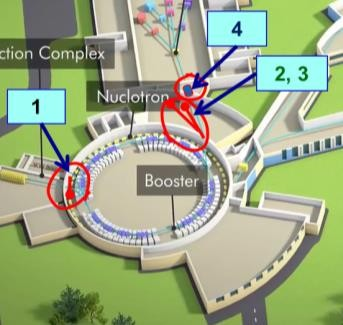 4
ction Complex
2, 3
Nuclotron
1
Booster